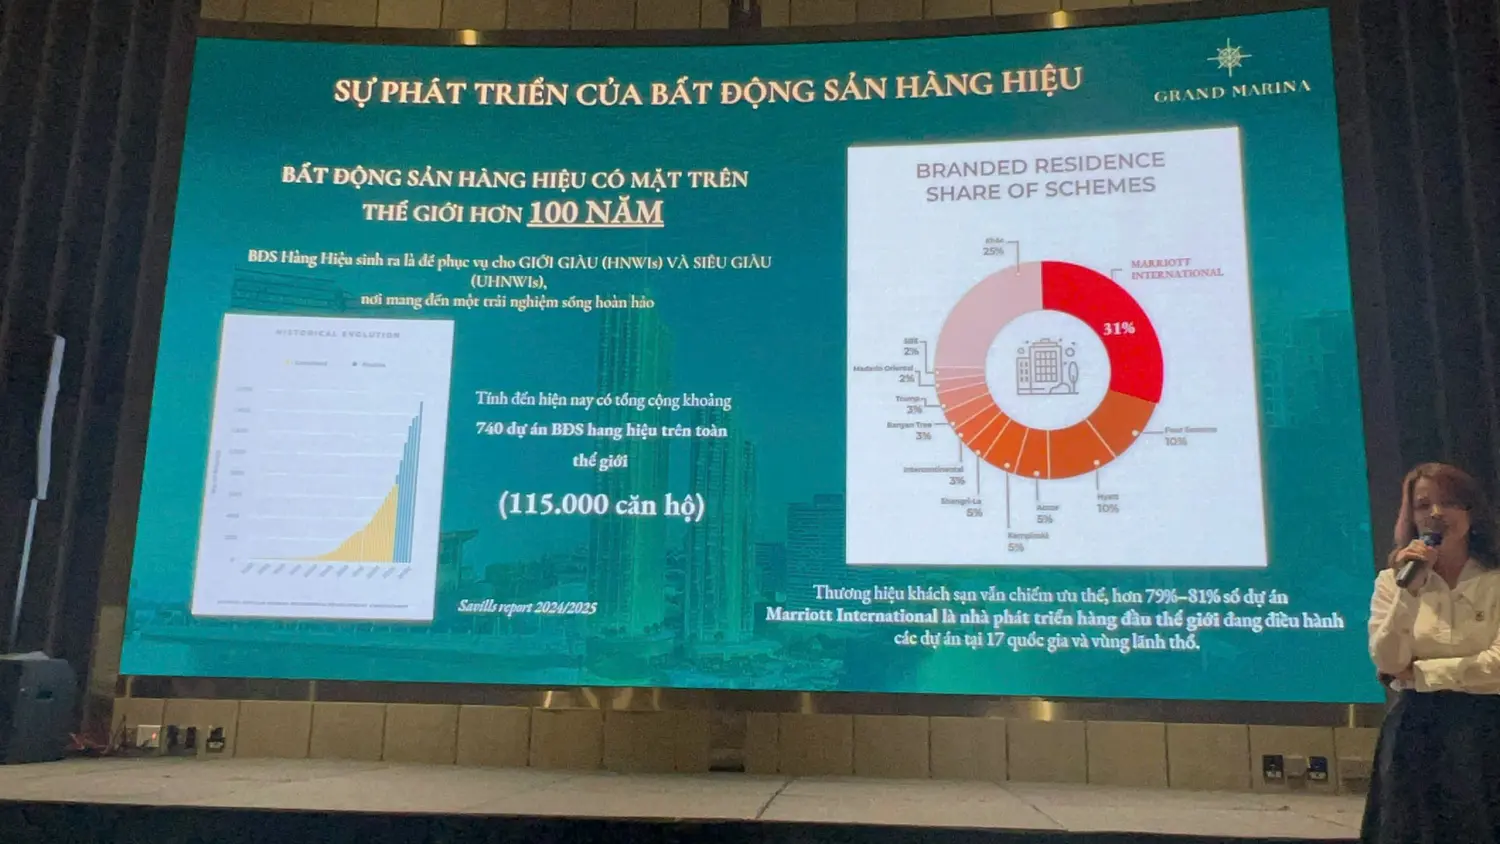 SỰ PHÁT TRIỂN CỦA BẤT ĐỘNG SẢN HÀNG HIỆU
GRAND MARINA
BẤT ĐỘNG SẢN HÀNG HIỆU CÓ MẶT TRÊN
THẾ GIỚI HƠN 100 NĂM
BĐS Hàng Hiệu sinh ra là để phục vụ cho GIỚI GIÀU (HNWIs) VÀ SIÊU GIÀU
(UHNWIs),
nơi mang đến một trải nghiệm sống hoàn hảo
HISTORICAL EVOLUTION
Tính đến hiện nay có tổng cộng khoảng
740 dự án BĐS hang hiệu trên toàn
thế giới
(115.000 căn hộ)
Savills report 2024/2025
BRANDED RESIDENCE
SHARE OF SCHEMES
Khác
25%
MARRIOTT
INTERNATIONAL
31%
2%
Madarin Oriental
2%
Trump
3%
Banyan Tree
3%
Intercontinental
3%
Shangri-La
5%
Kempinski
5%
Accor
5%
Hyatt
10%
Four Seasons
10%
Thương hiệu khách sạn vẫn chiếm ưu thế, hơn 79%-81% số dự án
Marriott International là nhà phát triển hàng đầu thế giới đang điều hành
các dự án tại 17 quốc gia và vùng lãnh thổ.